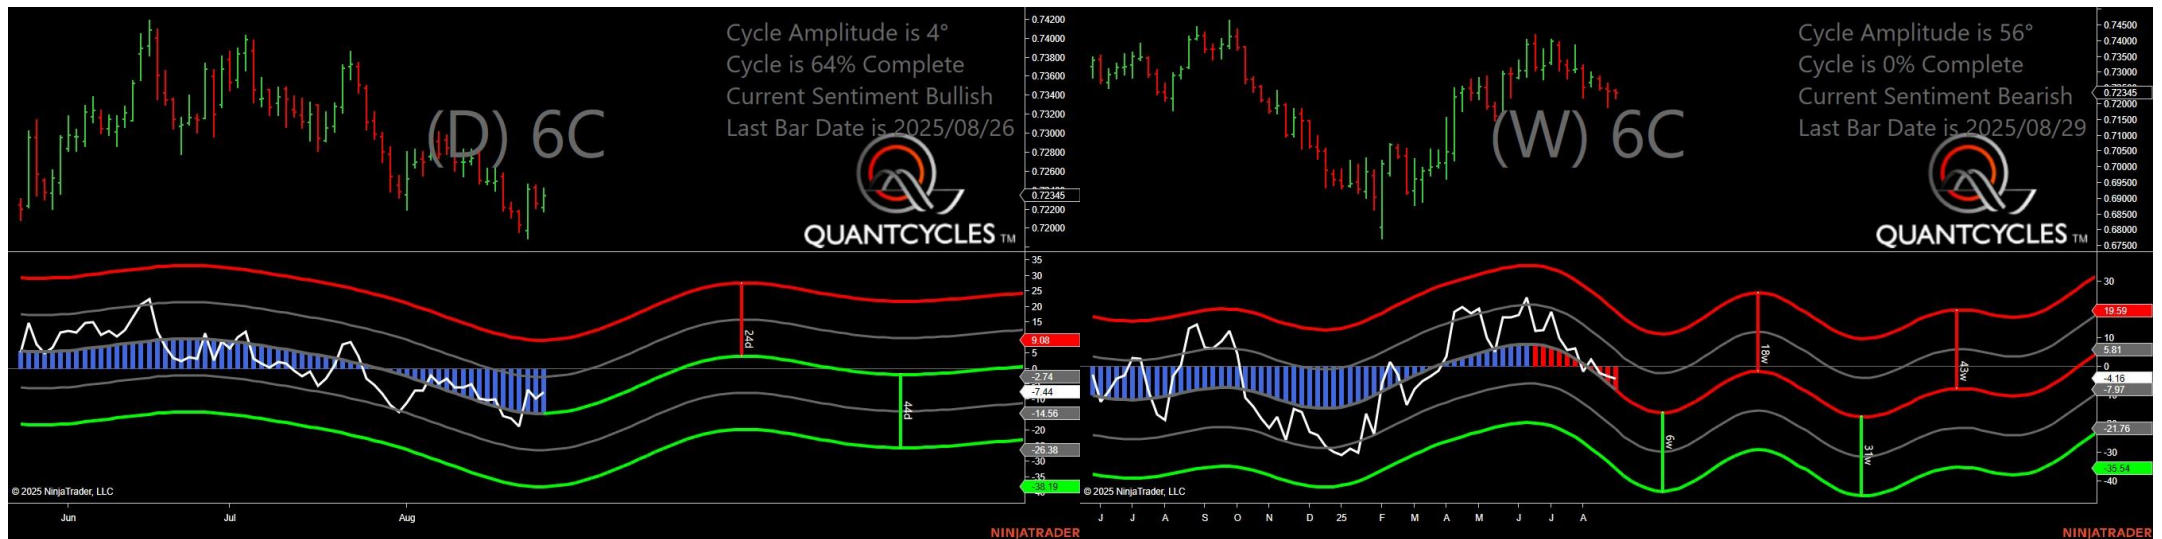 Cycle Amplitude is 4°
Cycle is 64% Complete
Current Sentiment Bullish
Last Bar Date is 2025/08/26
(D) 6C
QUANTCYCLES TM
0.74200
0.74000
0.73800
0.73600
0.73400
0.73200
0.73000
0.72800
0.72600
0.72345
0.72200
0.72000
35
30
25
20
15
9.08
5
0
-2.74
-7.44
-14.56
-20
-26.38
-30
-35
-38.19
24d
44d
© 2025 NinjaTrader, LLC
Jun Jul Aug
NINJATRADER
Cycle Amplitude is 56°
Cycle is 0% Complete
Current Sentiment Bearish
Last Bar Date is 2025/08/29
(W) 6C
QUANTCYCLES TM
0.74500
0.74000
0.73500
0.73000
0.72345
0.72000
0.71500
0.71000
0.70500
0.70000
0.69500
0.69000
0.68500
0.68000
0.67500
30
19.59
10
5.81
0
-4.16
-7.97
-21.76
-30
-35.54
-40
6w
18w
31w
43w
© 2025 NinjaTrader, LLC
J J A S O N D 25 F M A M J J A
NINJATRADER